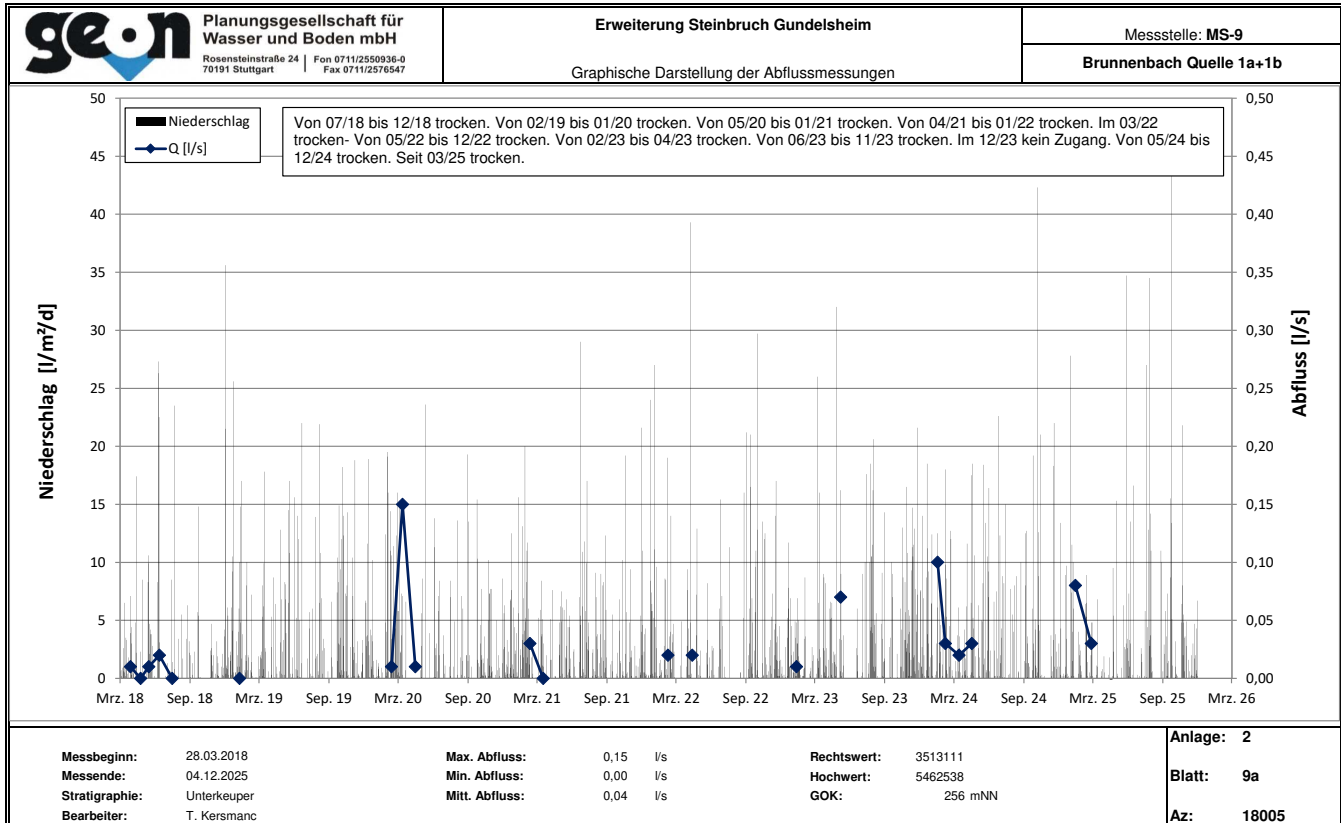 geon
Planungsgesellschaft für
Wasser und Boden mbH
Rosensteinstraße 24 | Fon 0711/2550936-0
70191 Stuttgart | Fax 0711/2576547
Erweiterung Steinbruch Gundelsheim
Graphische Darstellung der Abflussmessungen
Messstelle: MS-9
Brunnenbach Quelle 1a+1b
Niederschlag
Q [l/s]
Von 07/18 bis 12/18 trocken. Von 02/19 bis 01/20 trocken. Von 05/20 bis 01/21 trocken. Von 04/21 bis 01/22 trocken. Im 03/22
trocken- Von 05/22 bis 12/22 trocken. Von 02/23 bis 04/23 trocken. Von 06/23 bis 11/23 trocken. Im 12/23 kein Zugang. Von 05/24 bis
12/24 trocken. Seit 03/25 trocken.
Niederschlag [l/m²/d]
50
45
40
35
30
25
20
15
10
5
0
0,50
0,45
0,40
0,35
0,30
0,25
0,20
0,15
0,10
0,05
0,00
Abfluss [l/s]
Mrz. 18 Sep. 18 Mrz. 19 Sep. 19 Mrz. 20 Sep. 20 Mrz. 21 Sep. 21 Mrz. 22 Sep. 22 Mrz. 23 Sep. 23 Mrz. 24 Sep. 24 Mrz. 25 Sep. 25 Mrz. 26
Messbeginn: 28.03.2018
Messende: 04.12.2025
Stratigraphie: Unterkeuper
Bearbeiter: T. Kersmanc
Max. Abfluss: 0,15 l/s
Min. Abfluss: 0,00 l/s
Mitt. Abfluss: 0,04 l/s
Rechtswert: 3513111
Hochwert: 5462538
GOK: 256 mNN
Anlage: 2
Blatt: 9a
Az: 18005